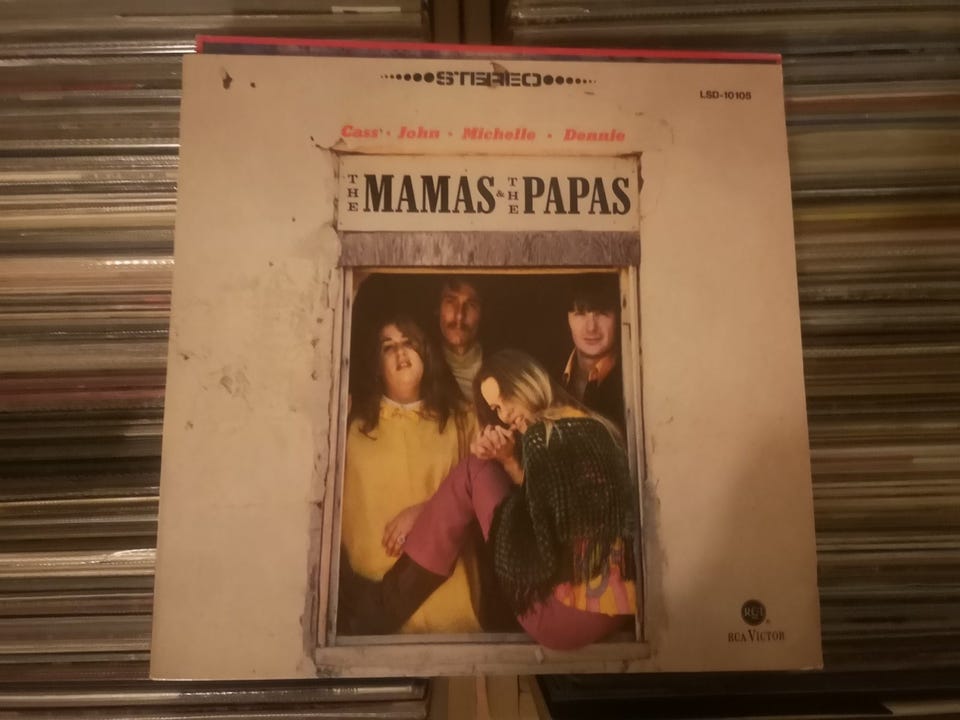 STEREO
LSD-10105
Cass · John · Michelle · Dennie
THE MAMAS & THE PAPAS
RCA
RCA VICTOR